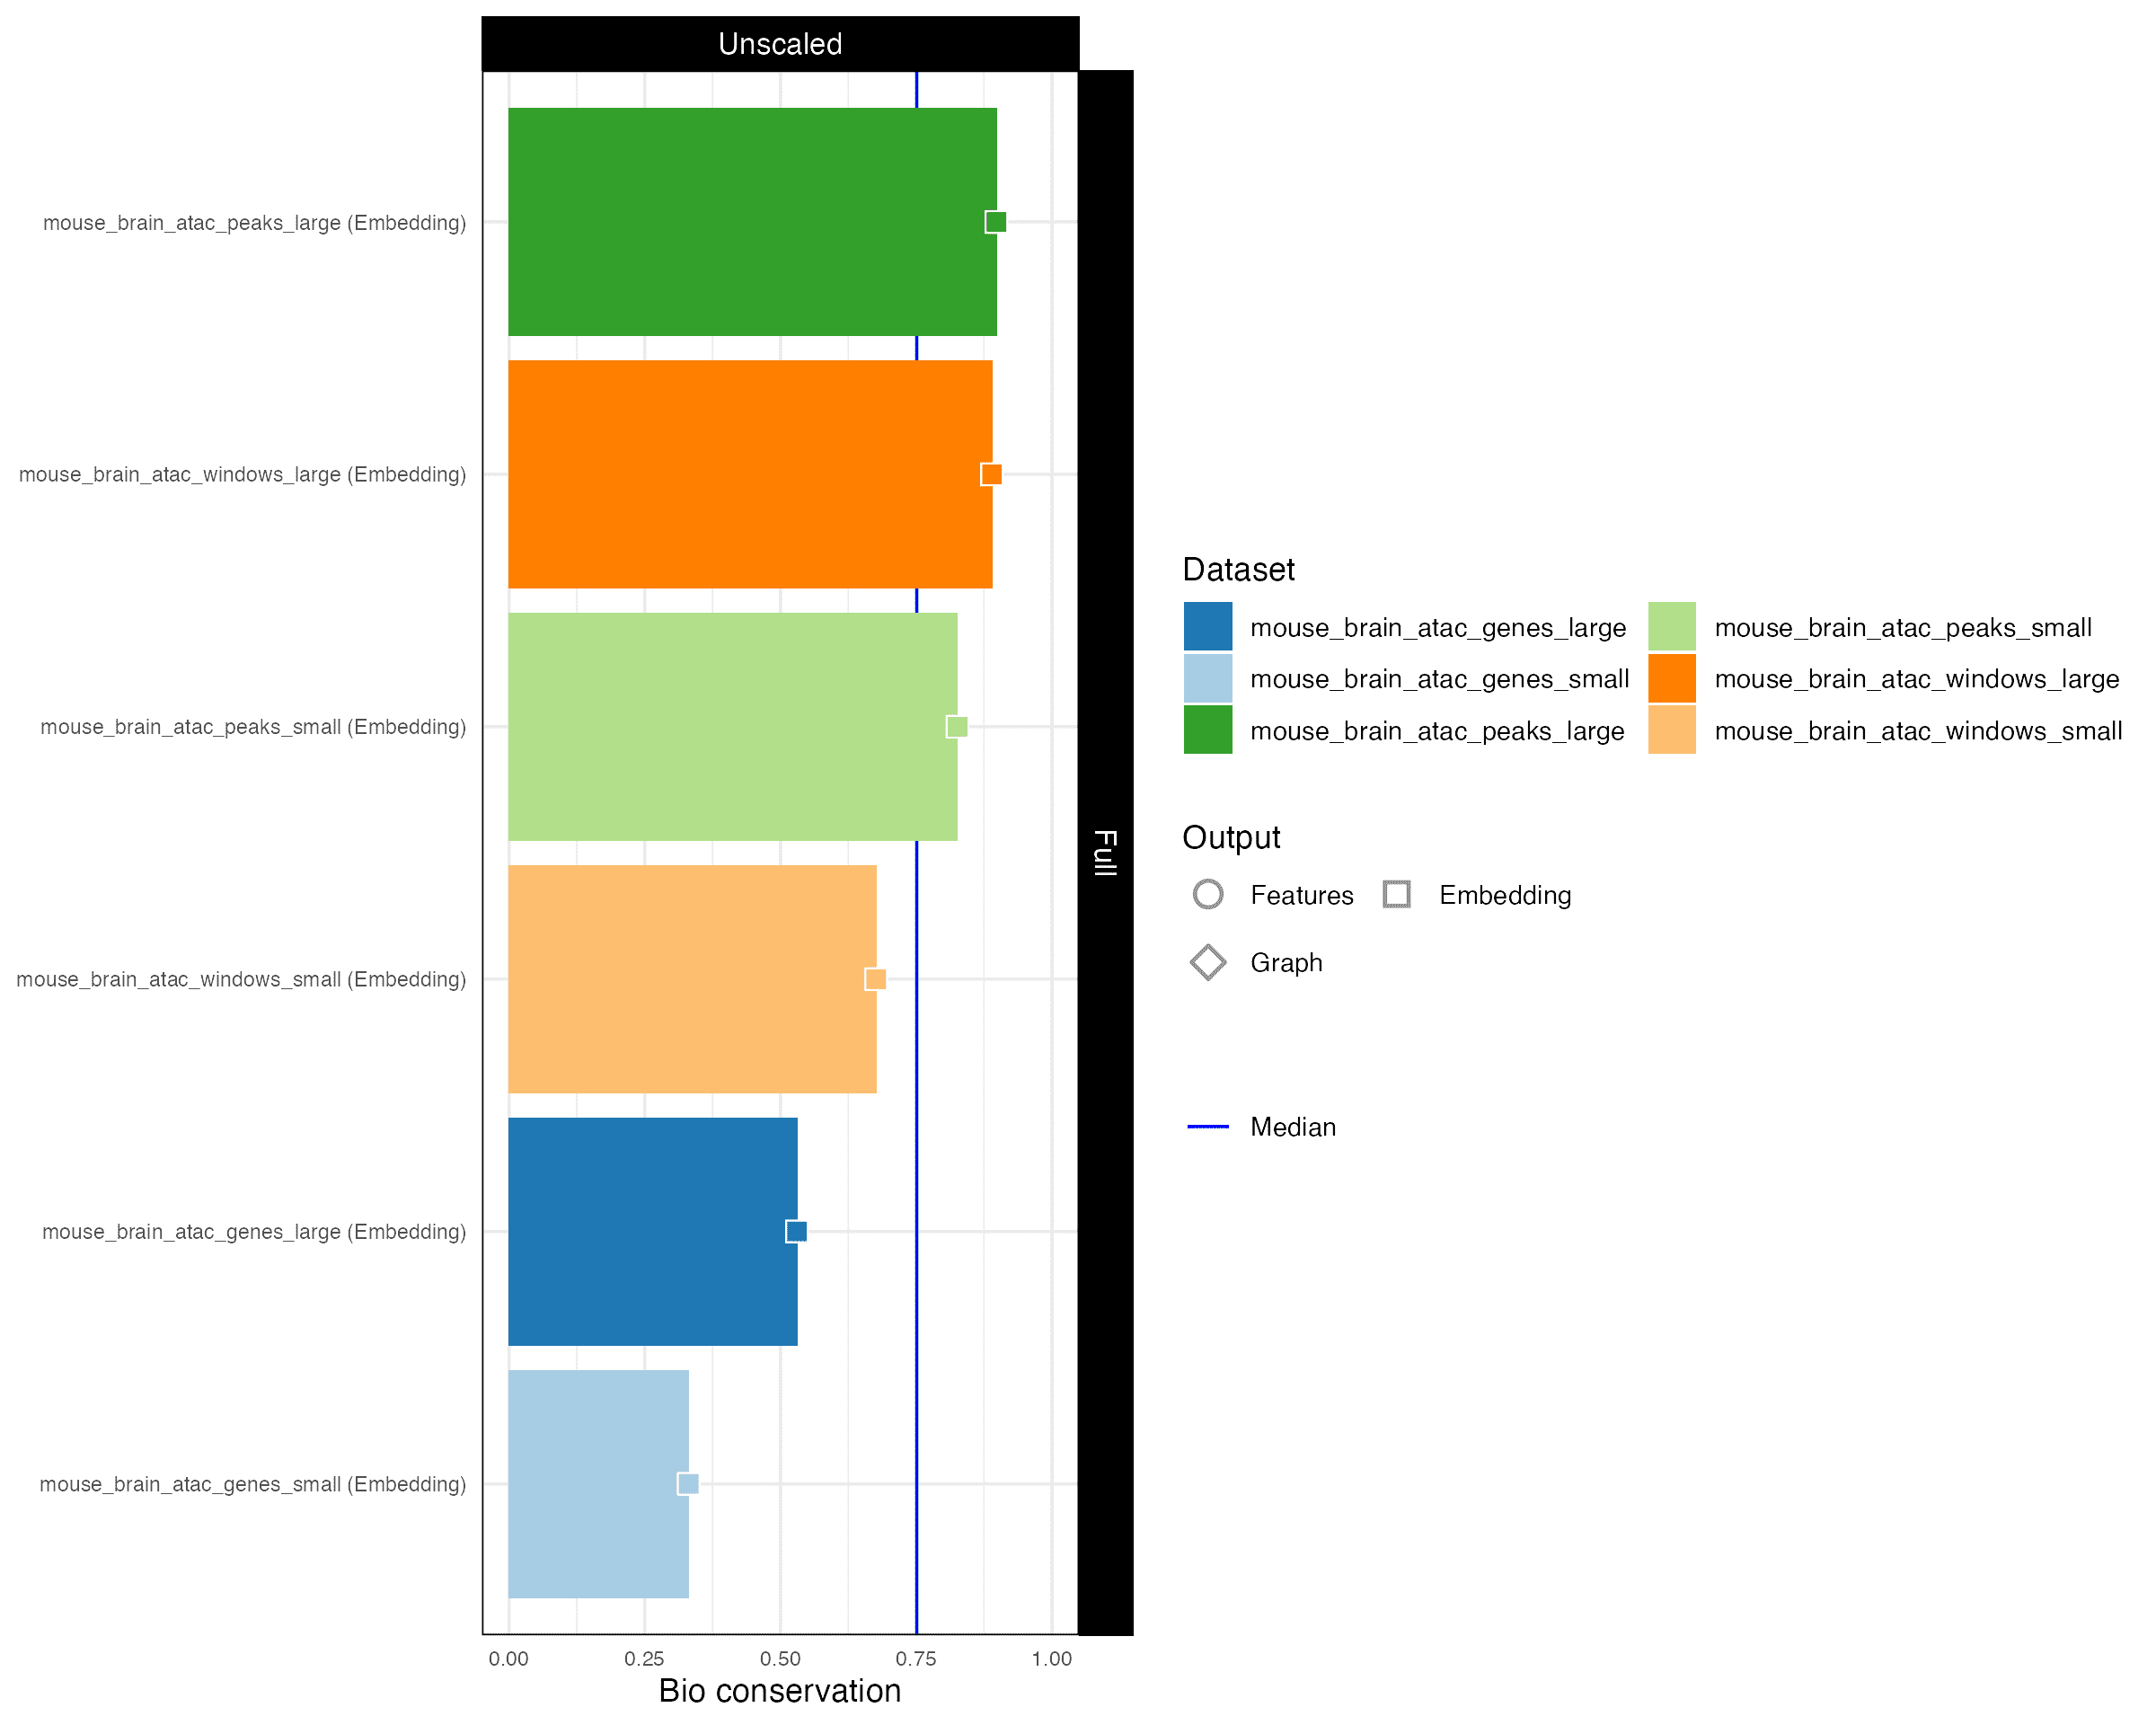 Unscaled
mouse_brain_atac_peaks_large (Embedding)
mouse_brain_atac_windows_large (Embedding)
mouse_brain_atac_peaks_small (Embedding)
mouse_brain_atac_windows_small (Embedding)
mouse_brain_atac_genes_large (Embedding)
mouse_brain_atac_genes_small (Embedding)
0.00 0.25 0.50 0.75 1.00
Bio conservation
Full
Dataset
mouse_brain_atac_genes_large mouse_brain_atac_peaks_small
mouse_brain_atac_genes_small mouse_brain_atac_windows_large
mouse_brain_atac_peaks_large mouse_brain_atac_windows_small
Output
Features Embedding
Graph
Median